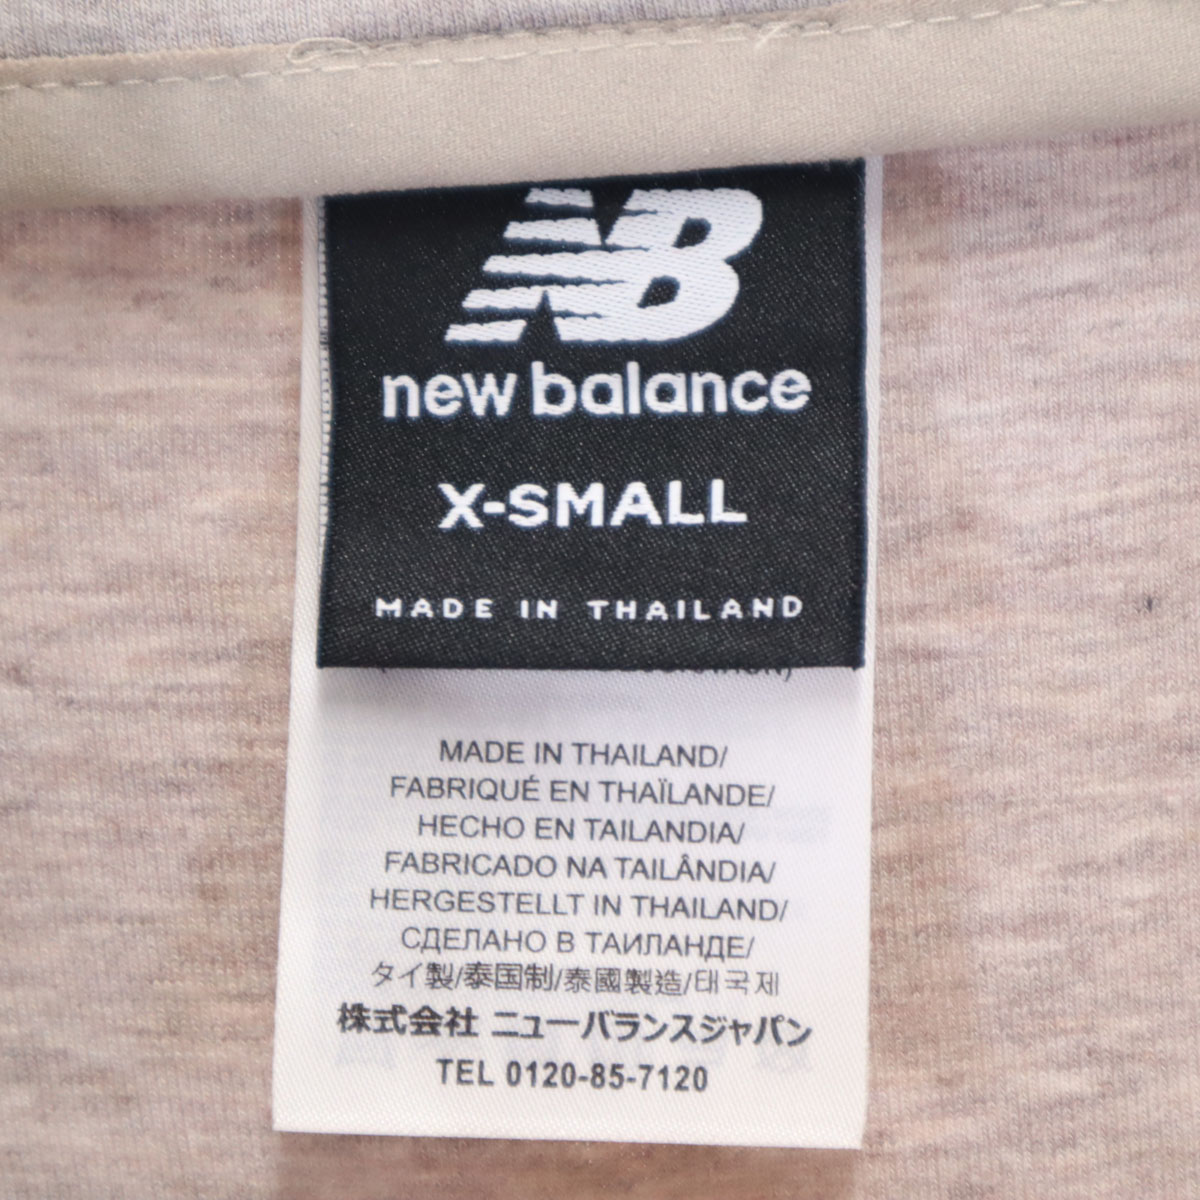 NB
new balance
X-SMALL
MADE IN THAILAND
MADE IN THAILAND/
FABRIQUÉ EN THAÏLANDE/
HECHO EN TAILANDIA/
FABRICADO NA TAILÂNDIA/
HERGESTELLT IN THAILAND/
СДЕЛАНО В ТАИЛАНДЕ/
タイ製/泰国制/泰國製造/태국제
株式会社 ニューバランスジャパン
TEL 0120-85-7120